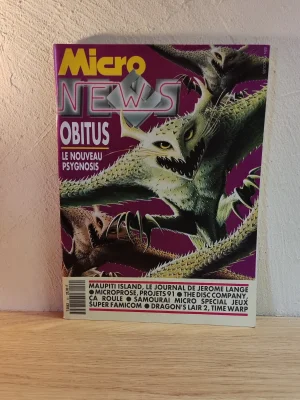 Micro
NEWS
OBITUS
LE NOUVEAU
PSYGNOSIS
MAUPITI ISLAND, LE JOURNAL DE JEROME LANGE
● MICROPROSE, PROJETS 91 ● THE DISC COMPANY,
CA ROULE ● SAMOURAI MICRO SPECIAL JEUX
SUPER FAMICOM ● DRAGON'S LAIR 2, TIME WARP